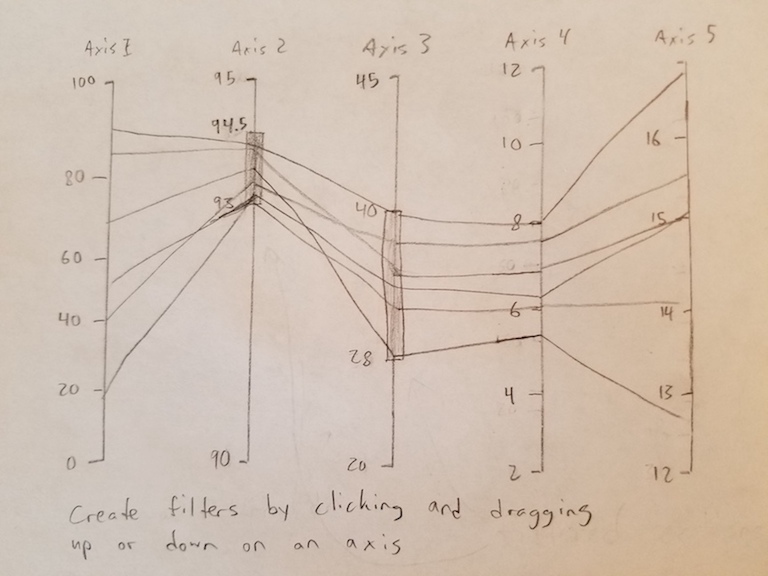 Axis 1 Axis 2 Axis 3 Axis 4 Axis 5
100 95 45 12
94.5
10 16
80
93 40 8 15
60
40 6 14
28
20 4 13
0 90 20 2 12
Create filters by clicking and dragging
up or down on an axis